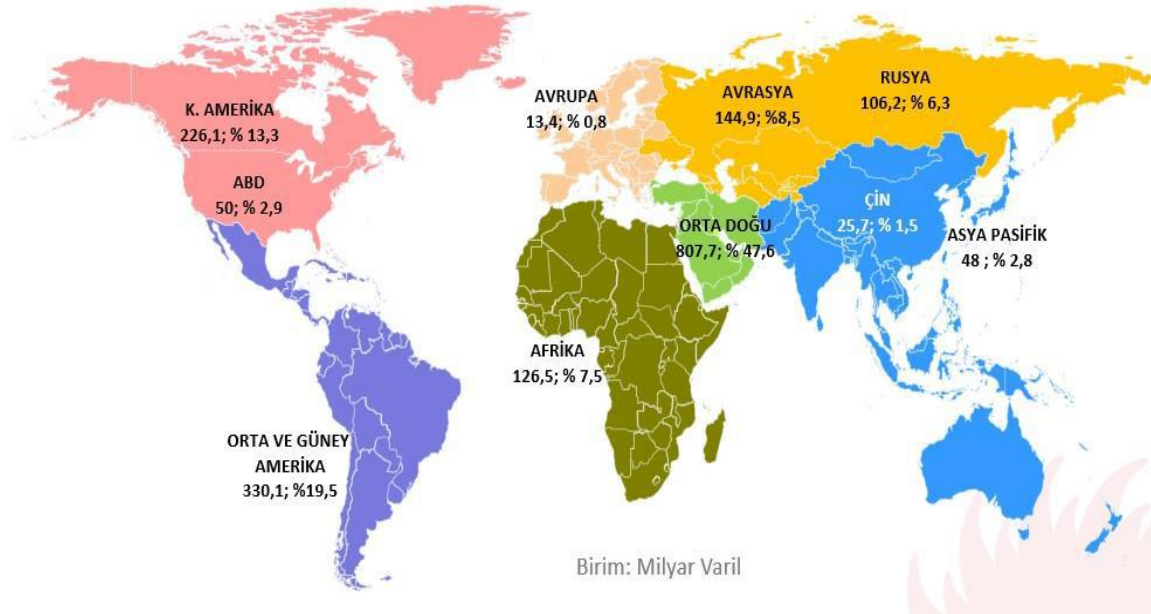 K. AMERİKA
226,1; % 13,3
ABD
50; % 2,9
AVRUPA
13,4; % 0,8
AVRASYA
144,9; %8,5
RUSYA
106,2; % 6,3
ORTA DOĞU
807,7; % 47,6
ÇİN
25,7; % 1,5
ASYA PASİFİK
48 ; % 2,8
AFRİKA
126,5; % 7,5
ORTA VE GÜNEY
AMERİKA
330,1; %19,5
Birim: Milyar Varil